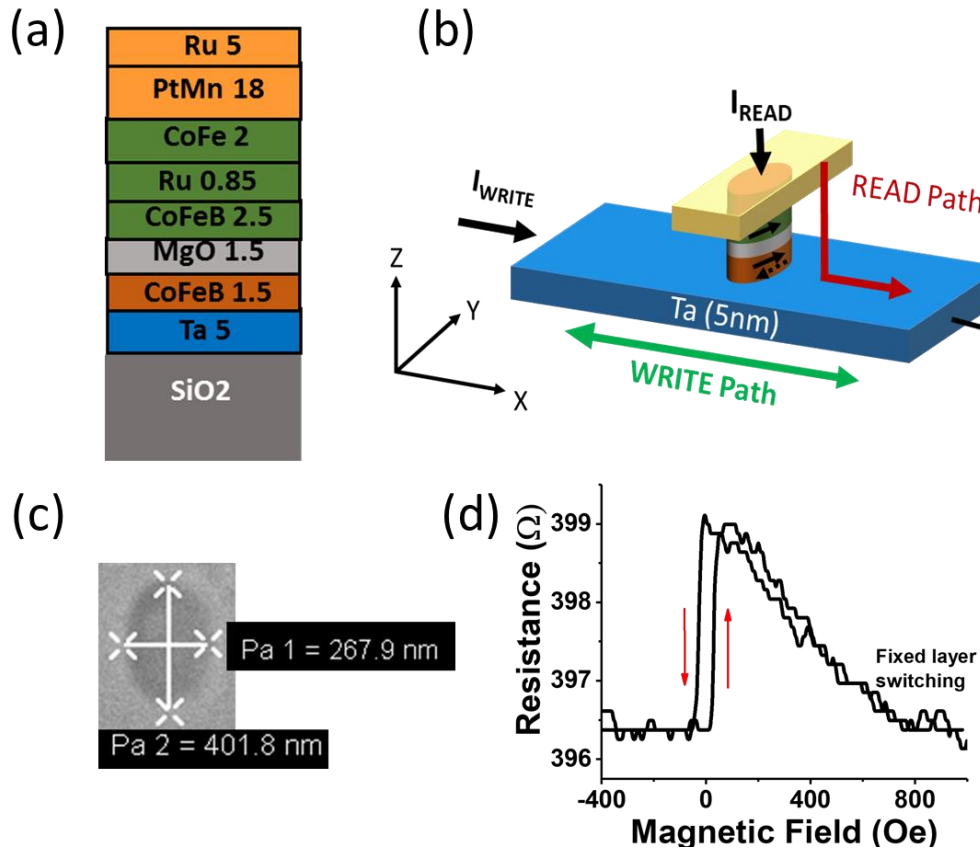 (a)
Ru 5
PtMn 18
CoFe 2
Ru 0.85
CoFeB 2.5
MgO 1.5
CoFeB 1.5
Ta 5
SiO2
(b)
I_READ
I_WRITE
READ Path
Z
Y
X
Ta (5nm)
WRITE Path
(c)
Pa 1 = 267.9 nm
Pa 2 = 401.8 nm
(d)
Resistance (Ω)
399
398
397
396
Fixed layer
switching
-400
0
400
800
Magnetic Field (Oe)